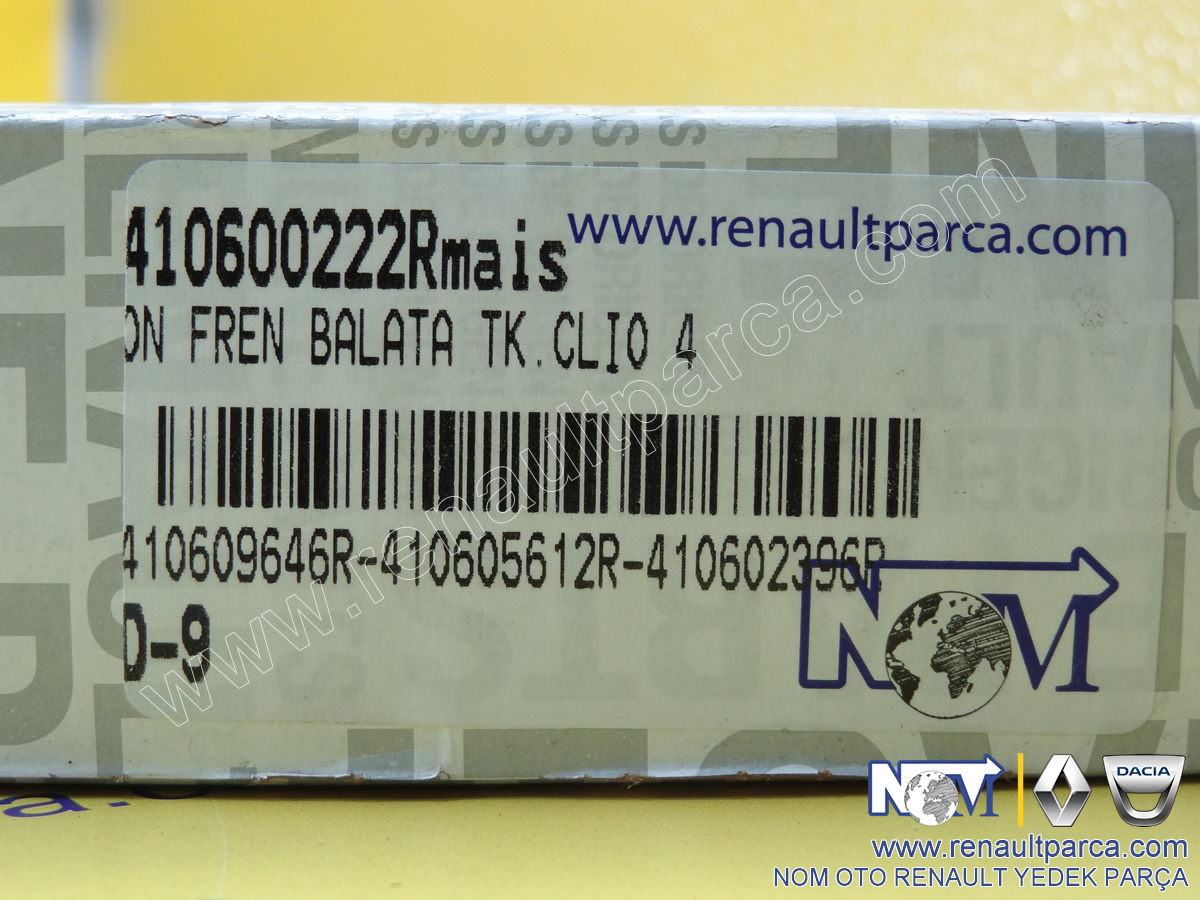 410600222Rmais
www.renaultparca.com
ON FREN BALATA TK.CLIO 4
410609646R-410605612R-410602396R
D-9
NOM
www.renaultparca.com
NOM
DACIA
www.renaultparca.com
NOM OTO RENAULT YEDEK PARÇA